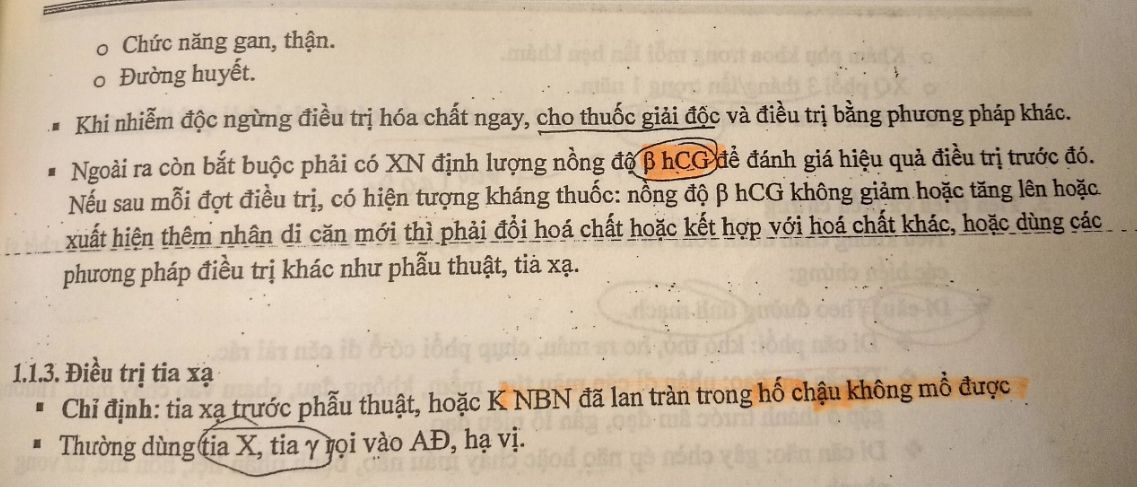 o Chức năng gan, thận.
o Đường huyết.
▪ Khi nhiễm độc ngừng điều trị hóa chất ngay, cho thuốc giải độc và điều trị bằng phương pháp khác.
▪ Ngoài ra còn bắt buộc phải có XN định lượng nồng độ β hCG để đánh giá hiệu quả điều trị trước đó.
Nếu sau mỗi đợt điều trị, có hiện tượng kháng thuốc: nồng độ β hCG không giảm hoặc tăng lên hoặc
xuất hiện thêm nhân di căn mới thì phải đổi hoá chất hoặc kết hợp với hoá chất khác, hoặc dùng các
phương pháp điều trị khác như phẫu thuật, tia xạ.
1.1.3. Điều trị tia xạ
▪ Chỉ định: tia xạ trước phẫu thuật, hoặc K NBN đã lan tràn trong hố chậu không mổ được
▪ Thường dùng tia X, tia γ rọi vào AĐ, hạ vị.